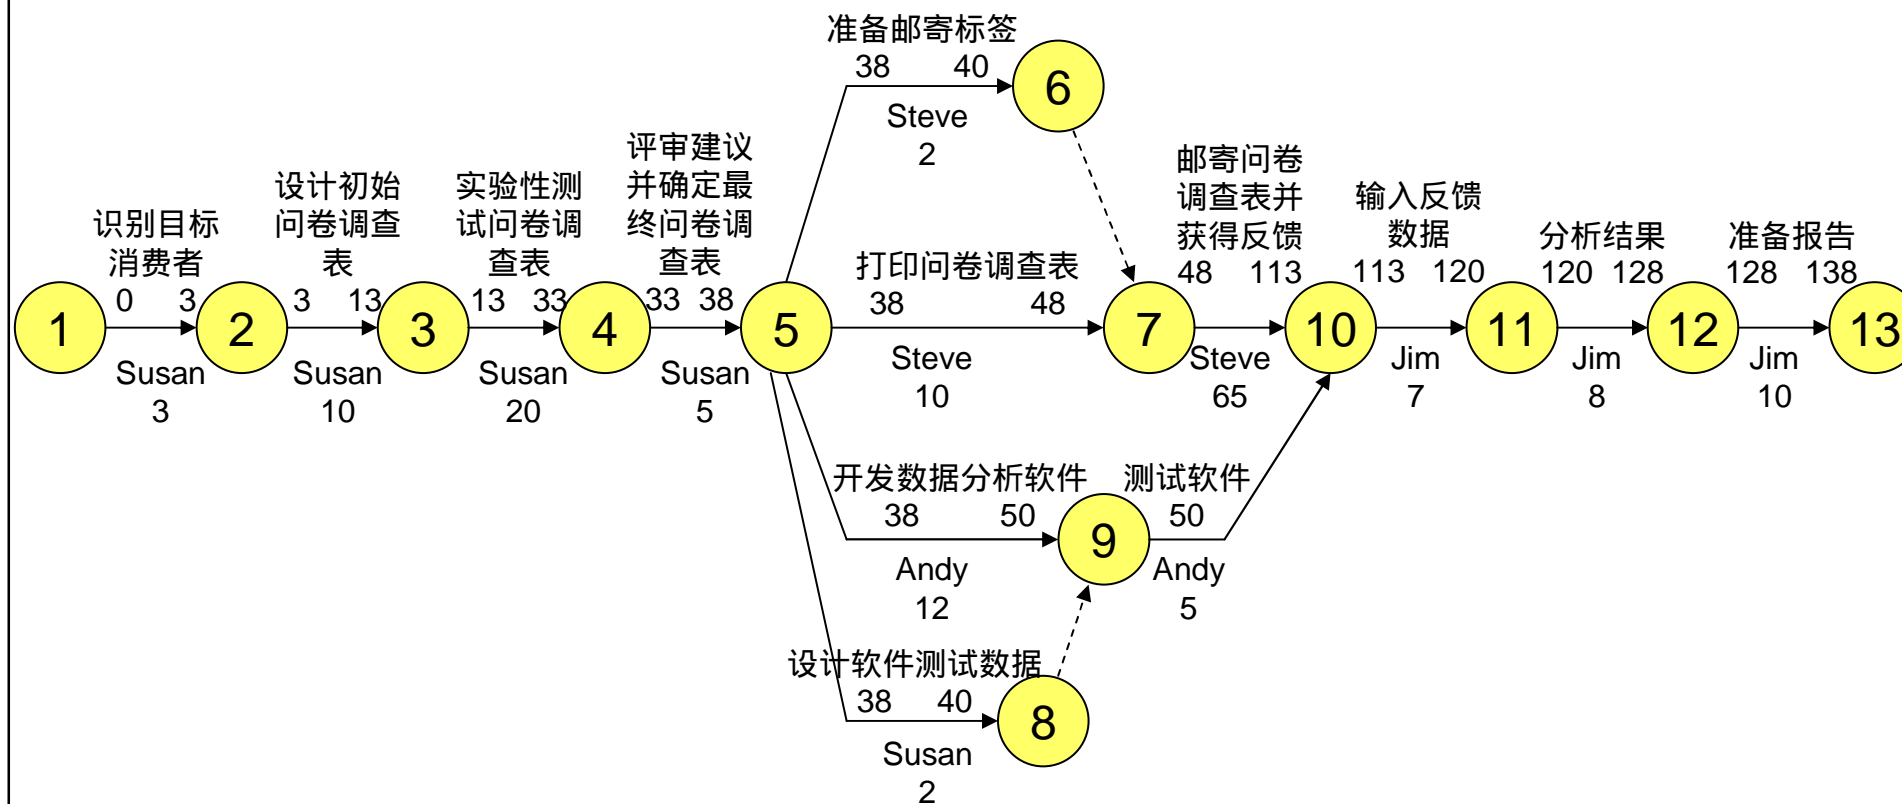 准备邮寄标签
38 40
6
Steve
2
识别目标
消费者
0 3
Susan
3
设计初始
问卷调查
表
3 13
Susan
10
实验性测
试问卷调
查表
13 33
Susan
20
评审建议
并确定最
终问卷调
查表
33 38
Susan
5
1
2
3
4
5
打印问卷调查表
38 48
Steve
10
7
邮寄问卷
调查表并
获得反馈
48 113
Steve
65
10
输入反馈
数据
113 120
Jim
7
11
分析结果
120 128
Jim
8
12
准备报告
128 138
Jim
10
13
开发数据分析软件
38 50
Andy
12
9
测试软件
50
Andy
5
设计软件测试数据
38 40
Susan
2
8